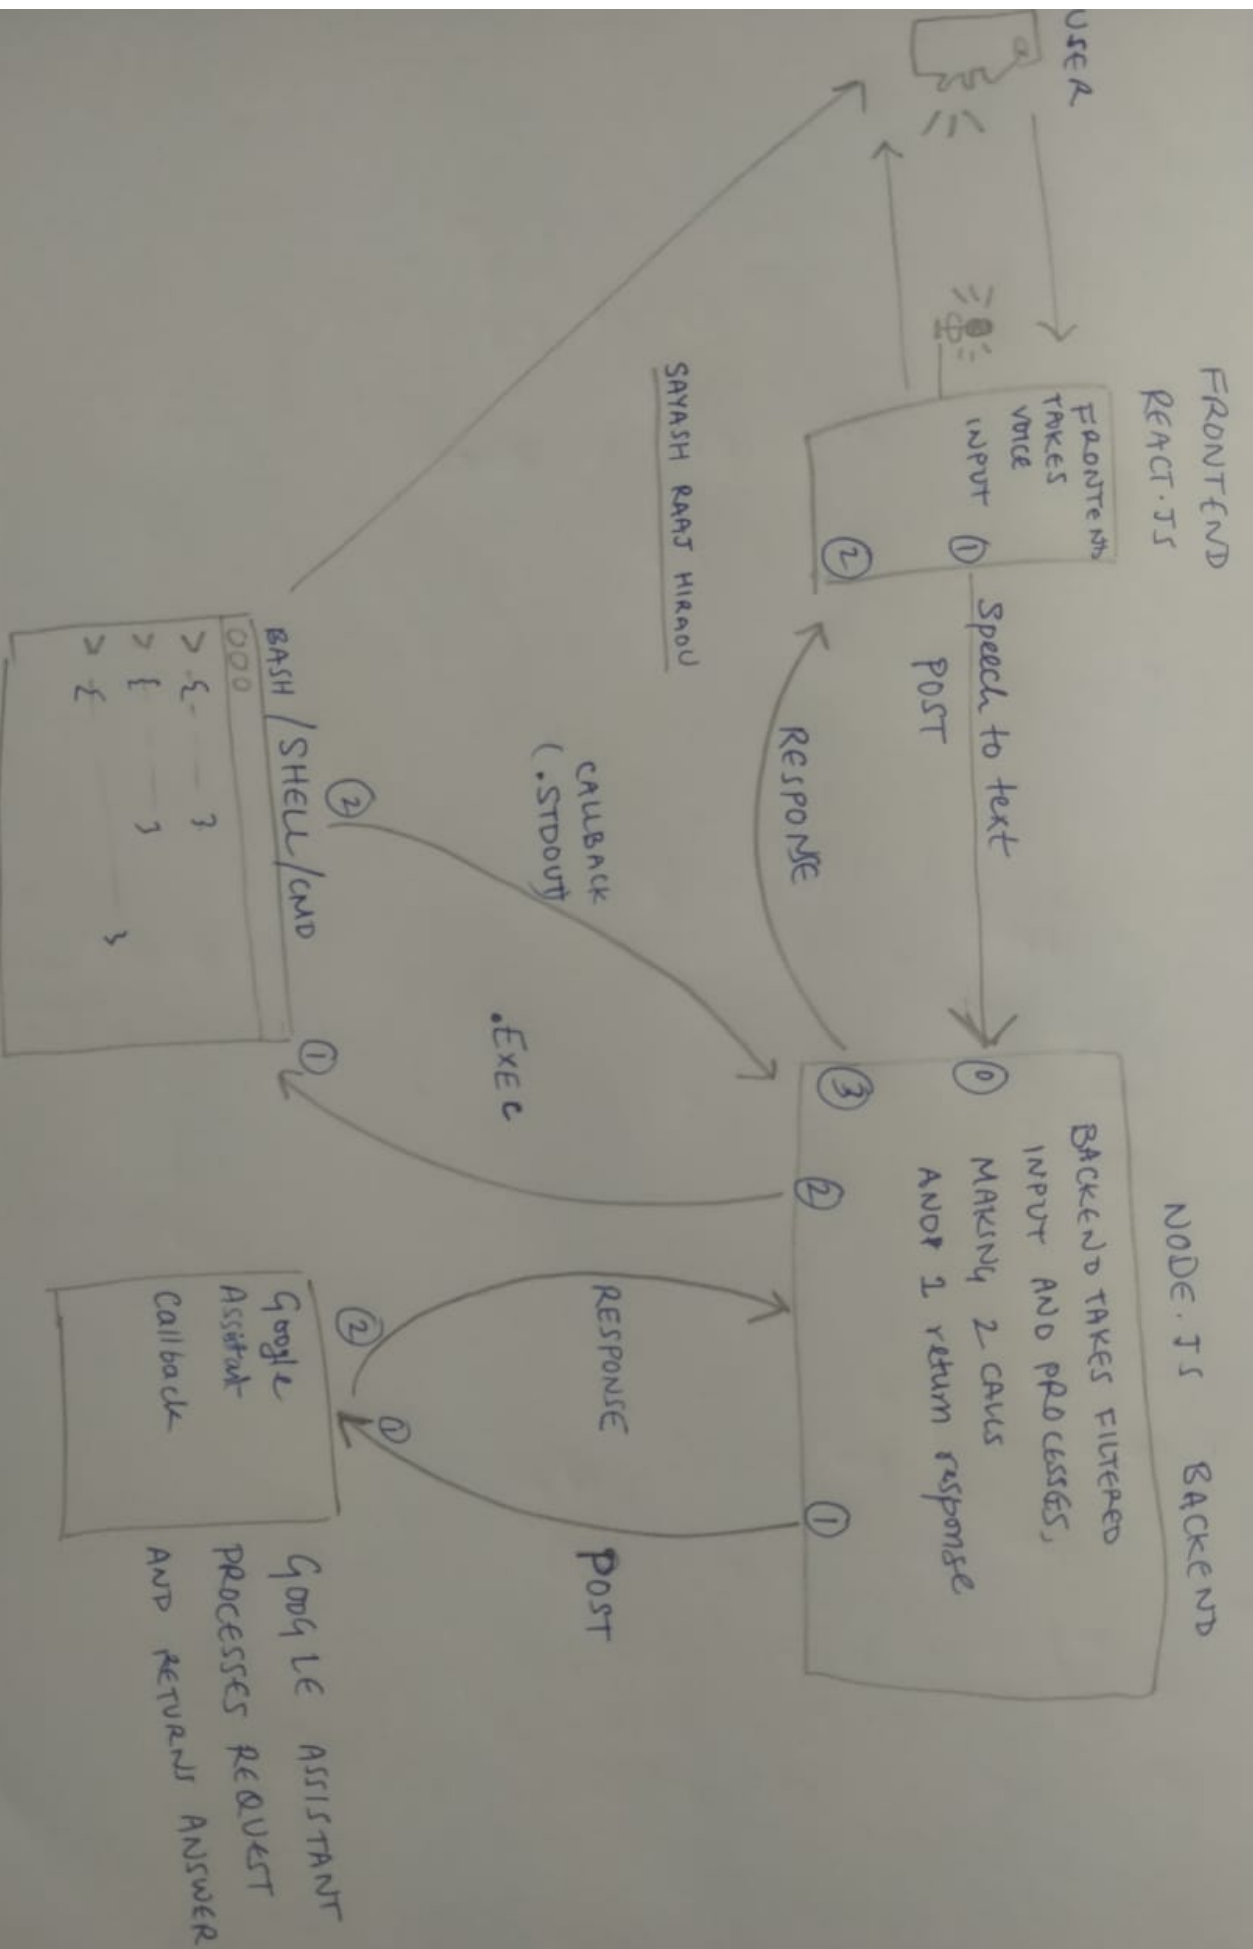 USER
FRONTEND
REACT.JS
FRONTEND
TAKES
VOICE
INPUT ①
②
Speech to text
POST
RESPONSE
SAYASH RAAJ HIRAOU
NODE.JS BACKEND
BACKEND TAKES FILTERED
INPUT AND PROCESSES,
⓪ MAKING 2 CALLS
AND 1 return response
③ ② ①
CALLBACK
(.STDOUT)
.EXEC
RESPONSE
POST
② ①
BASH/SHELL/CMD
000
> { }
> { }
> { }
② ①
Google
Assitat
Callback
GOOGLE ASSISTANT
PROCESSES REQUEST
AND RETURNS ANSWER